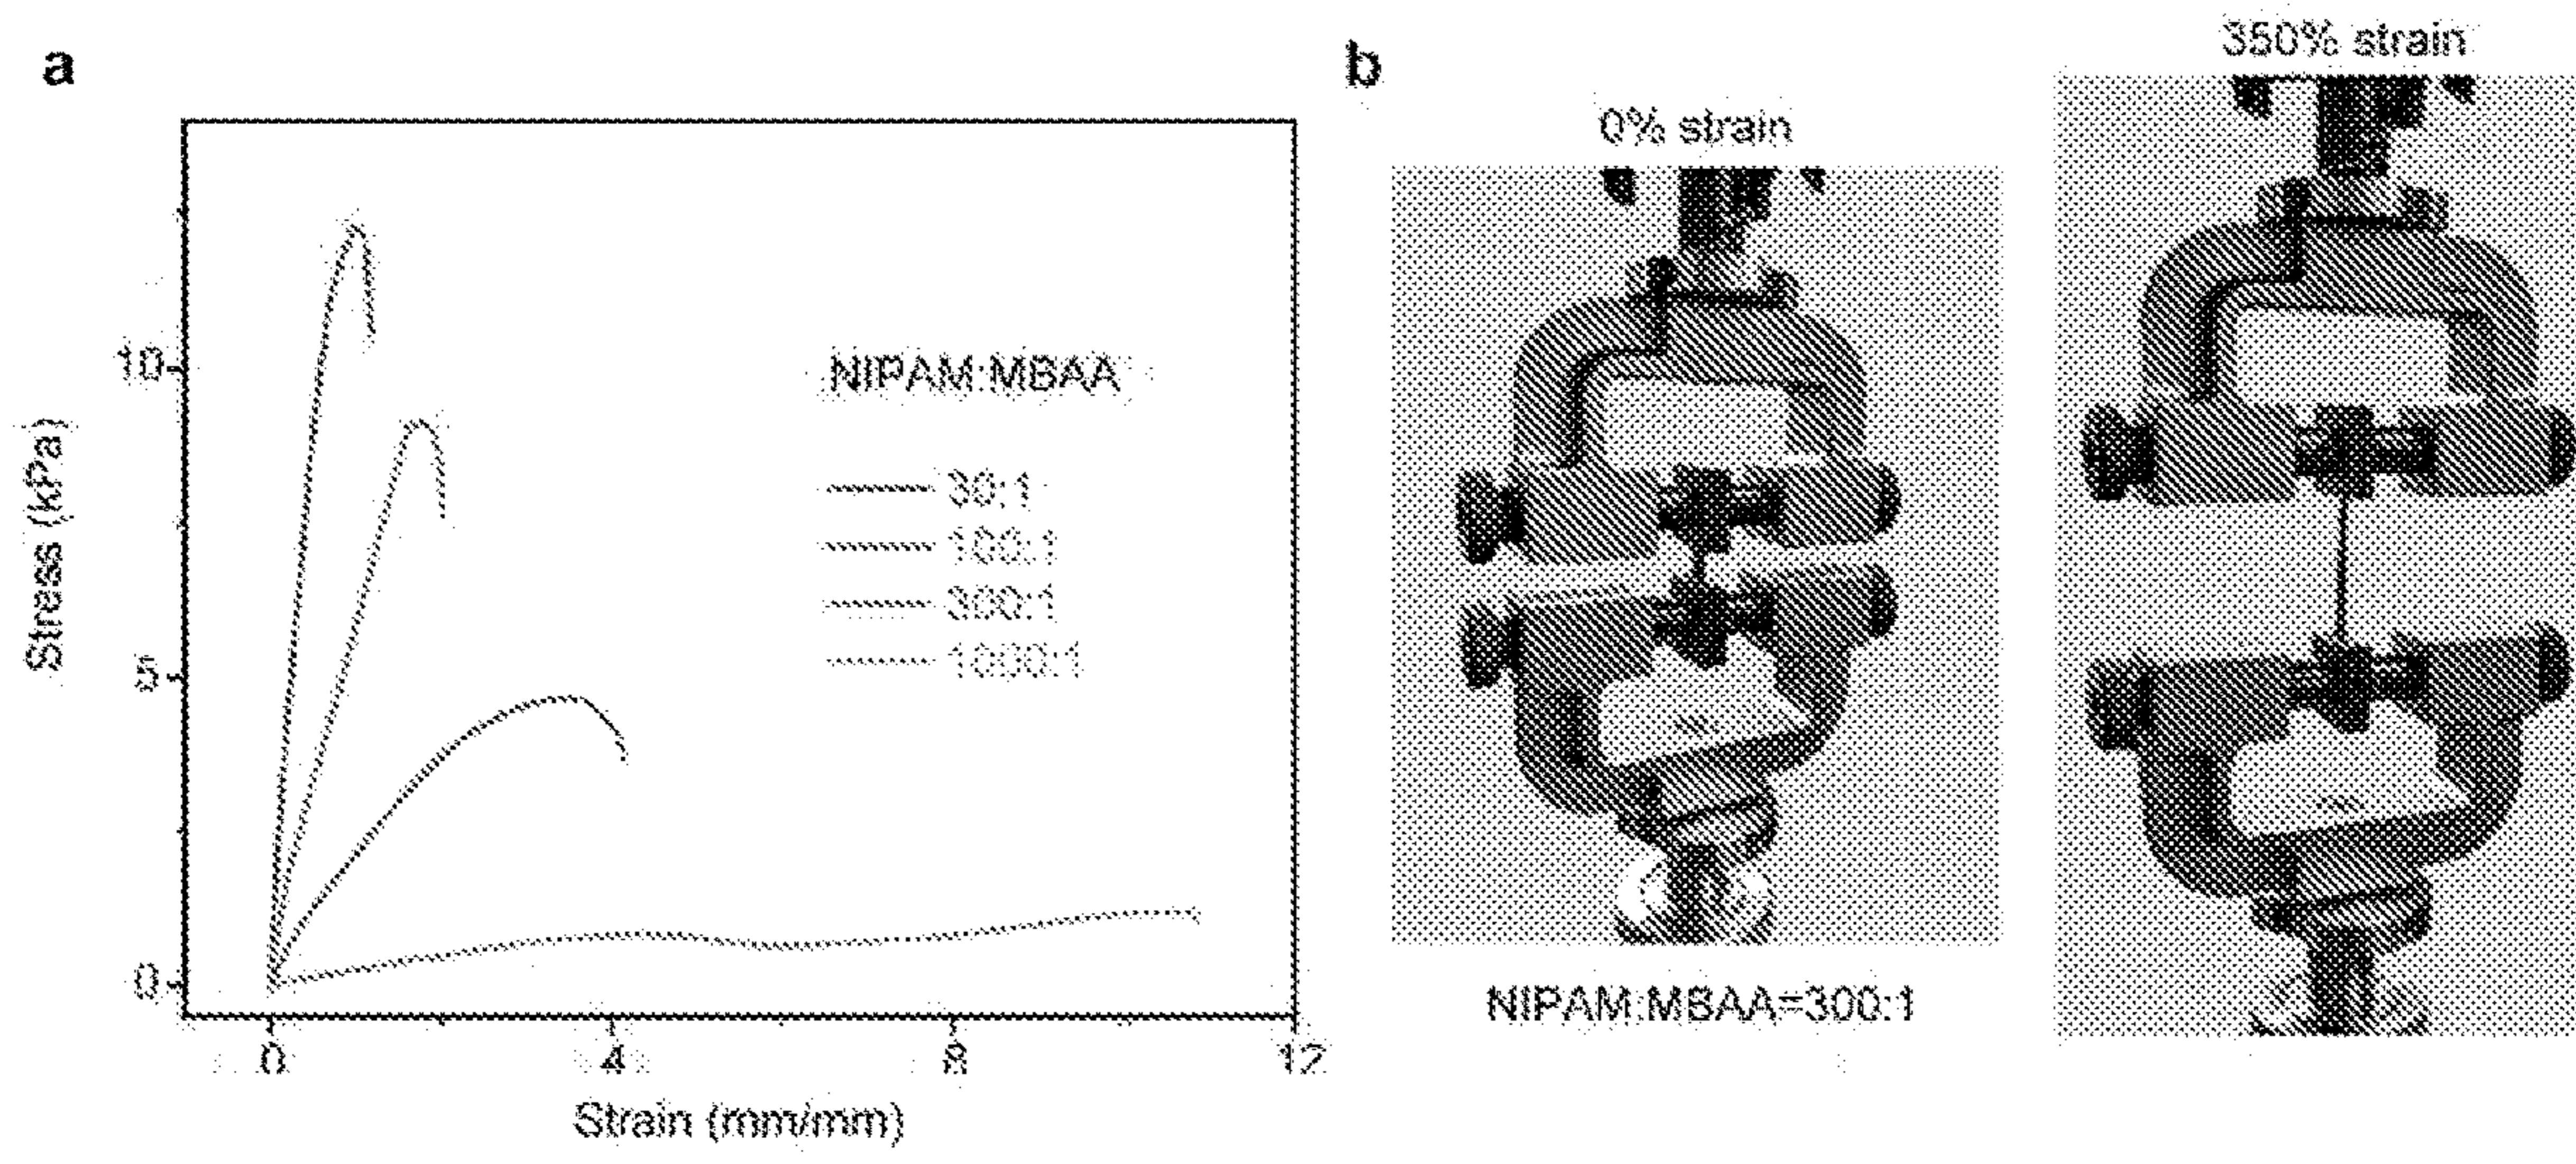 a
Stress (kPa)
10
5
0
0
4
8
12
Strain (mm/mm)
NIPAM:MBAA
30:1
100:1
300:1
1000:1
b
0% strain
350% strain
NIPAM:MBAA=300:1